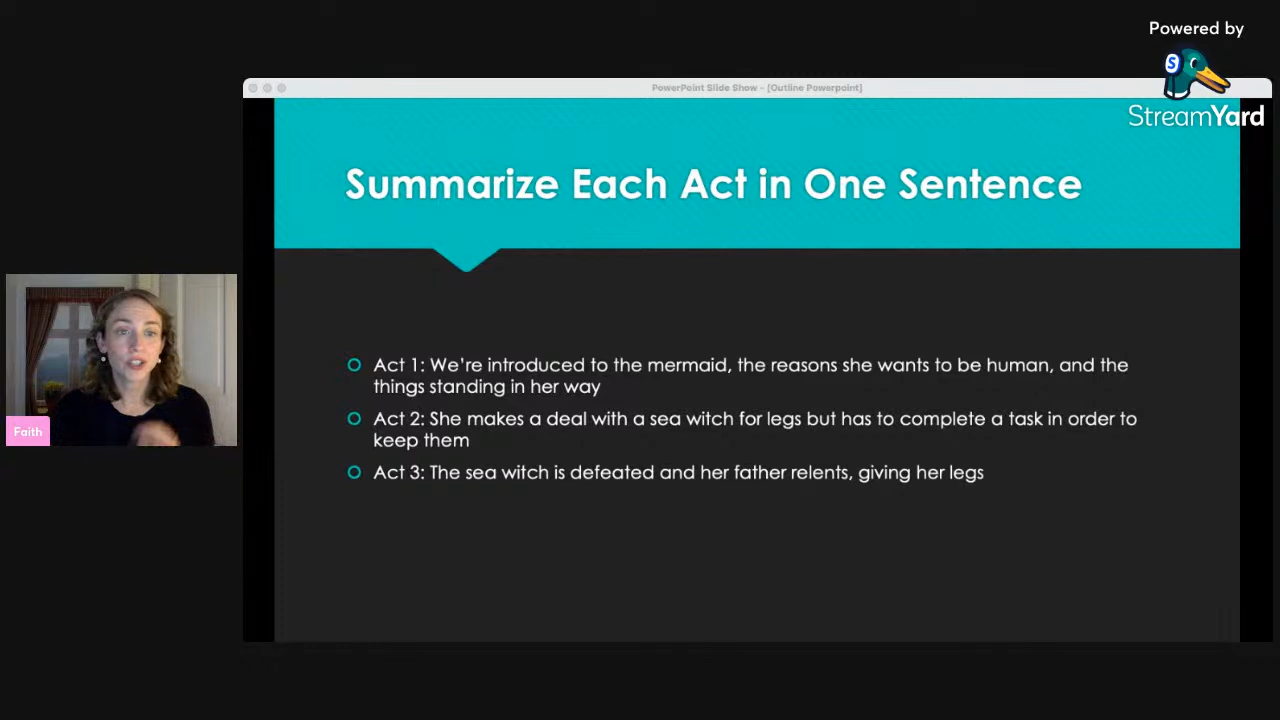 Powered by
StreamYard
PowerPoint Slide Show - [Outline Powerpoint]
Summarize Each Act in One Sentence
Act 1: We're introduced to the mermaid, the reasons she wants to be human, and the
things standing in her way
Act 2: She makes a deal with a sea witch for legs but has to complete a task in order to
keep them
Act 3: The sea witch is defeated and her father relents, giving her legs
Faith